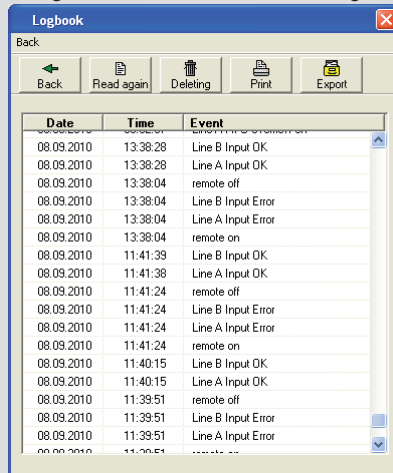 Logbook
Back
Back Read again Deleting Print Export
Date Time Event
08.09.2010 13:38:28 Line B Input OK
08.09.2010 13:38:28 Line A Input OK
08.09.2010 13:38:04 remote off
08.09.2010 13:38:04 Line B Input Error
08.09.2010 13:38:04 Line A Input Error
08.09.2010 13:38:04 remote on
08.09.2010 11:41:39 Line B Input OK
08.09.2010 11:41:38 Line A Input OK
08.09.2010 11:41:24 remote off
08.09.2010 11:41:24 Line B Input Error
08.09.2010 11:41:24 Line A Input Error
08.09.2010 11:41:24 remote on
08.09.2010 11:40:15 Line B Input OK
08.09.2010 11:40:15 Line A Input OK
08.09.2010 11:39:51 remote off
08.09.2010 11:39:51 Line B Input Error
08.09.2010 11:39:51 Line A Input Error